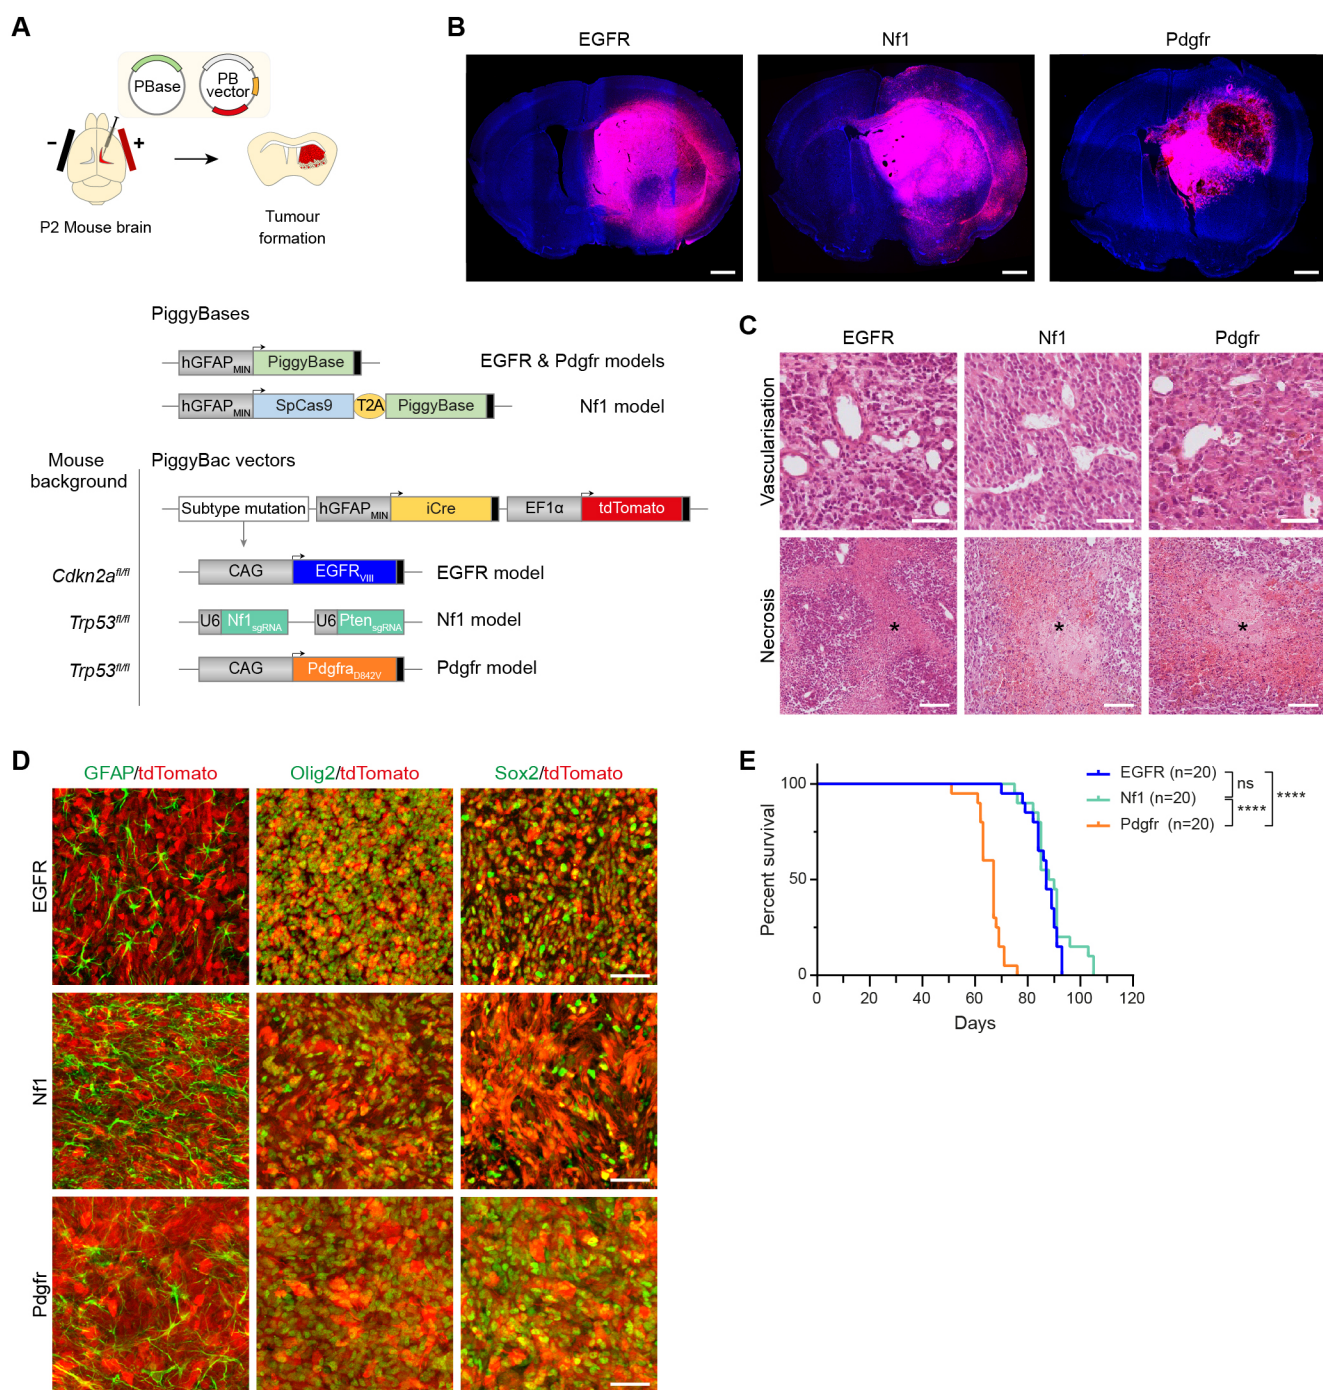 A
PBase
PB
vector
−
+
P2 Mouse brain
Tumour
formation
PiggyBases
hGFAPMIN
PiggyBase
EGFR & Pdgfr models
hGFAPMIN
SpCas9
T2A
PiggyBase
Nf1 model
Mouse
background
PiggyBac vectors
Subtype mutation
hGFAPMIN
iCre
EF1α
tdTomato
Cdkn2afl/fl
CAG
EGFRVIII
EGFR model
Trp53fl/fl
U6
Nf1sgRNA
U6
PtensgRNA
Nf1 model
Trp53fl/fl
CAG
PdgfraD842V
Pdgfr model
B
EGFR
Nf1
Pdgfr
C
EGFR
Nf1
Pdgfr
Vascularisation
Necrosis
*
*
*
D
GFAP/tdTomato
Olig2/tdTomato
Sox2/tdTomato
EGFR
Nf1
Pdgfr
E
EGFR (n=20)
Nf1 (n=20)
Pdgfr (n=20)
ns
****
****
Percent survival
100
50
0
0
20
40
60
80
100
120
Days